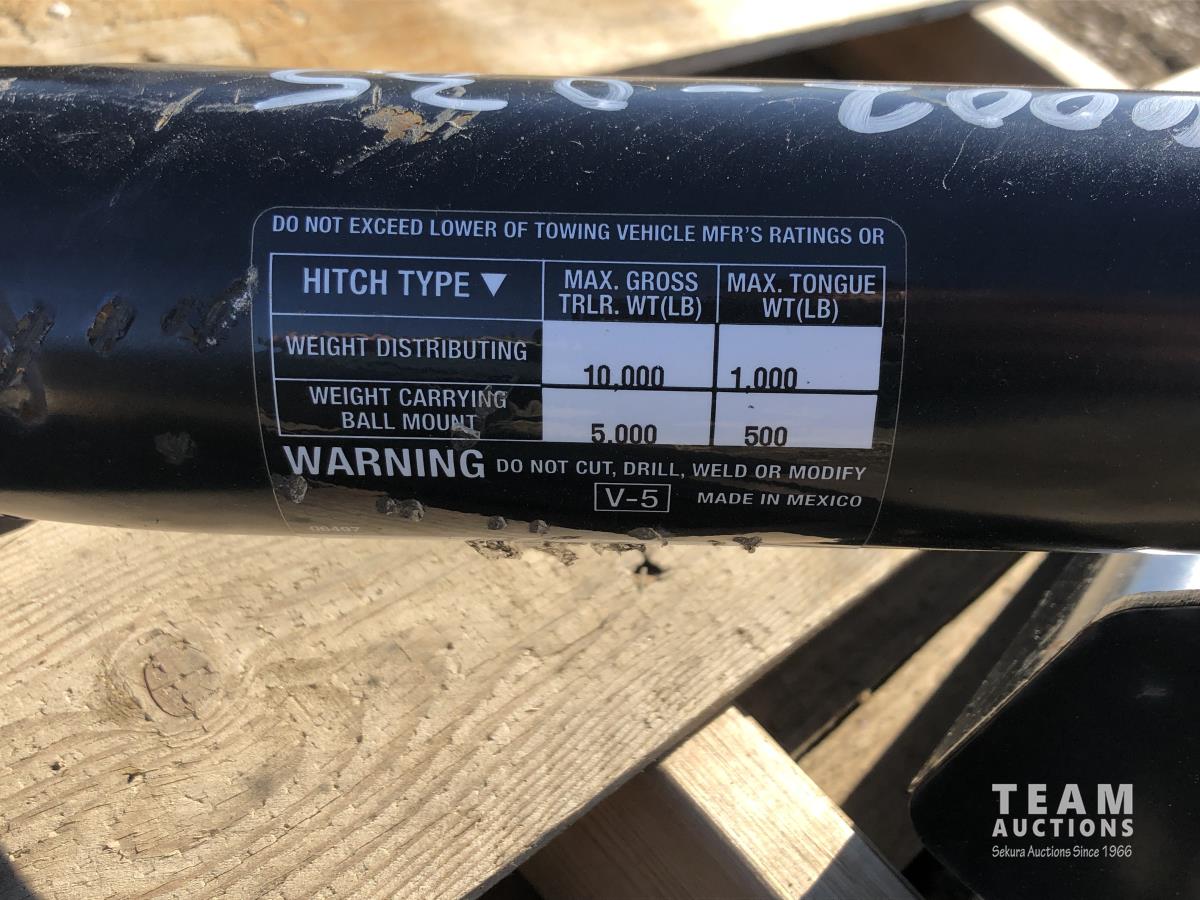 DO NOT EXCEED LOWER OF TOWING VEHICLE MFR'S RATINGS OR
HITCH TYPE ▼ MAX. GROSS TRLR. WT(LB) MAX. TONGUE WT(LB)
WEIGHT DISTRIBUTING 10,000 1,000
WEIGHT CARRYING BALL MOUNT 5,000 500
WARNING DO NOT CUT, DRILL, WELD OR MODIFY
V-5 MADE IN MEXICO
06407
TEAM
AUCTIONS
Sekura Auctions Since 1966